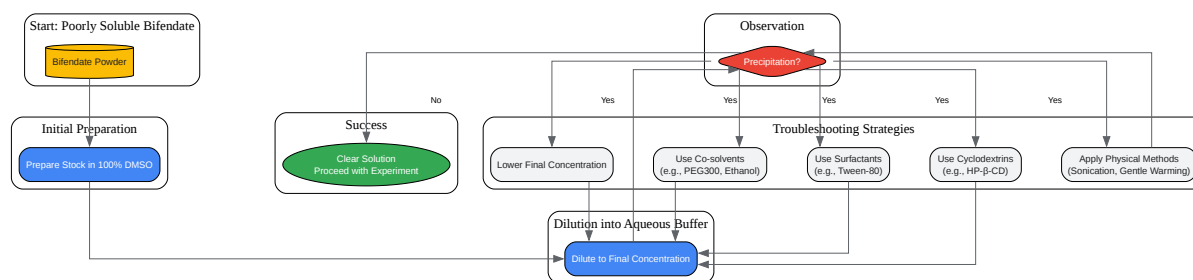 Start: Poorly Soluble Bifendate
Bifendate Powder
Observation
Precipitation?
No
Yes
Yes
Yes
Yes
Yes
Initial Preparation
Prepare Stock in 100% DMSO
Success
Clear Solution
Proceed with Experiment
Troubleshooting Strategies
Lower Final Concentration
Use Co-solvents
(e.g., PEG300, Ethanol)
Use Surfactants
(e.g., Tween-80)
Use Cyclodextrins
(e.g., HP-β-CD)
Apply Physical Methods
(Sonication, Gentle Warming)
Dilution into Aqueous Buffer
Dilute to Final Concentration